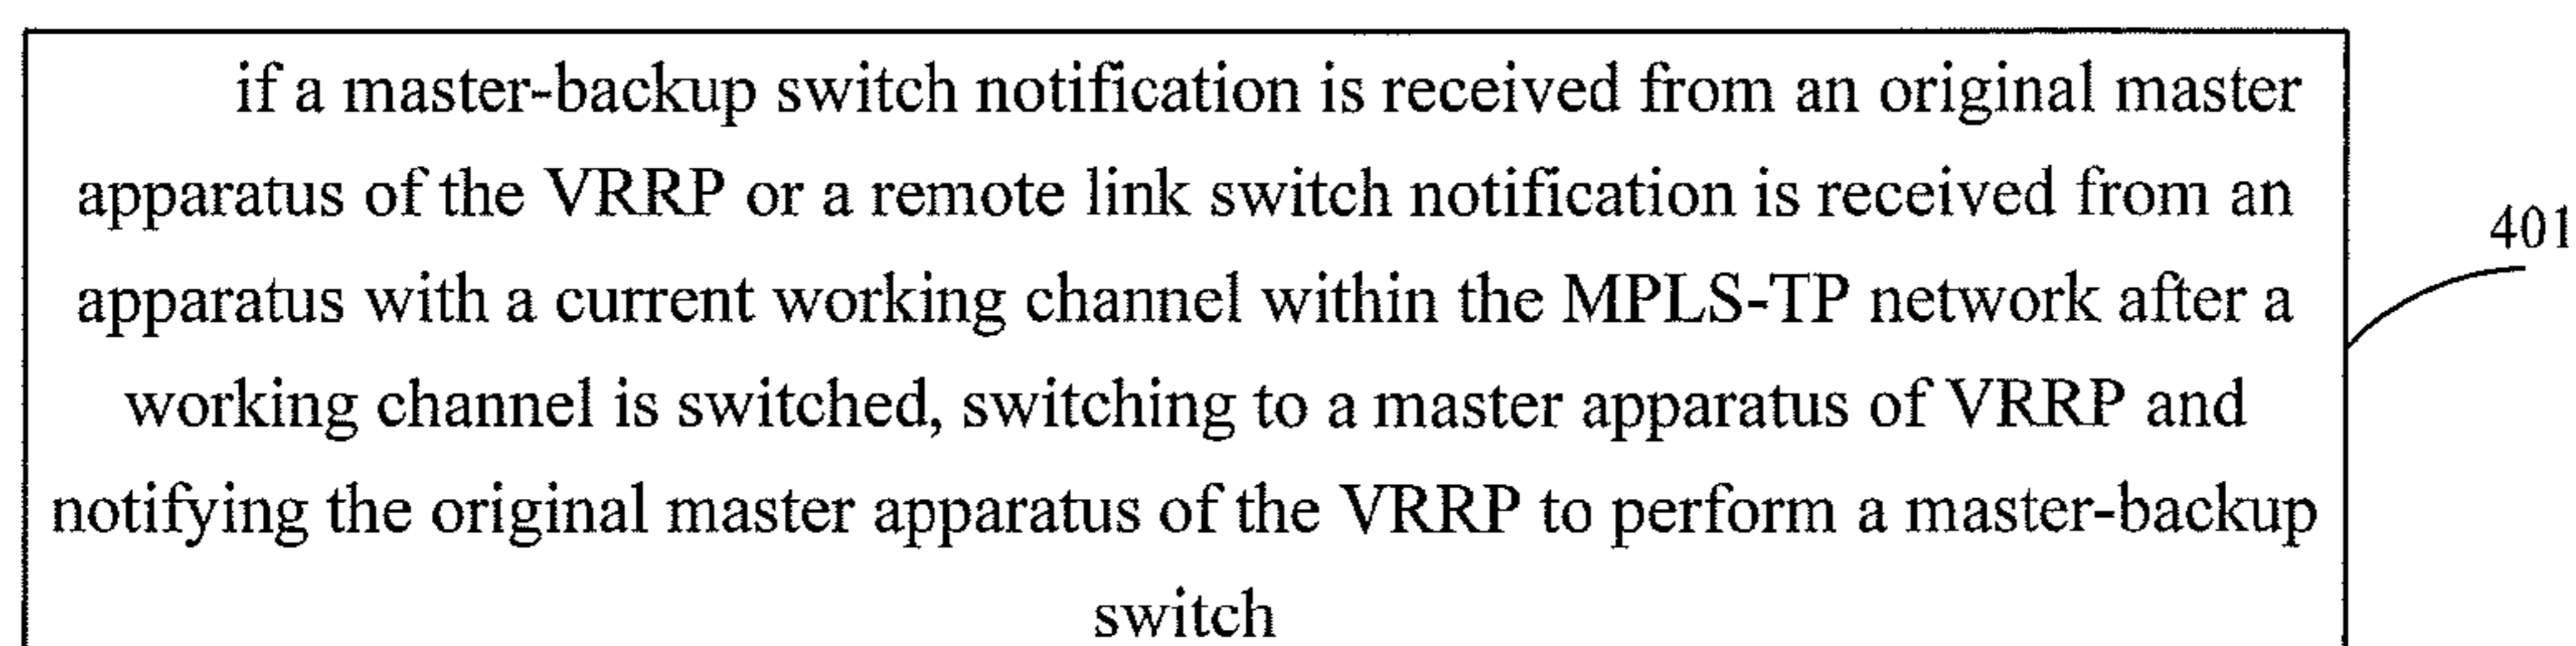 if a master-backup switch notification is received from an original master
apparatus of the VRRP or a remote link switch notification is received from an
apparatus with a current working channel within the MPLS-TP network after a
working channel is switched, switching to a master apparatus of VRRP and
notifying the original master apparatus of the VRRP to perform a master-backup
switch
401